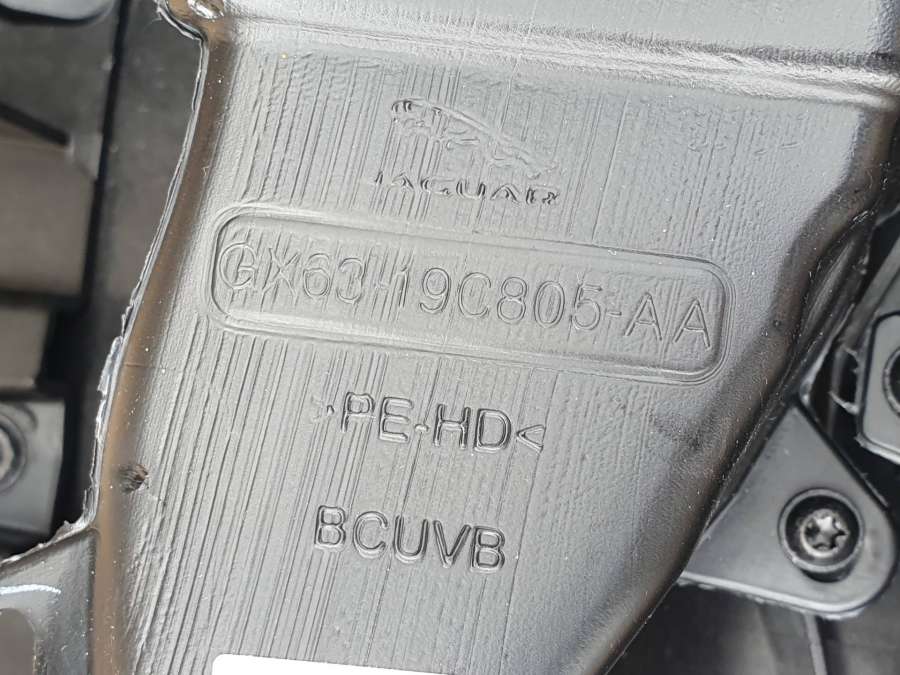 JAGUAR
GX63-19C805-AA
>PE-HD<
BCUVB